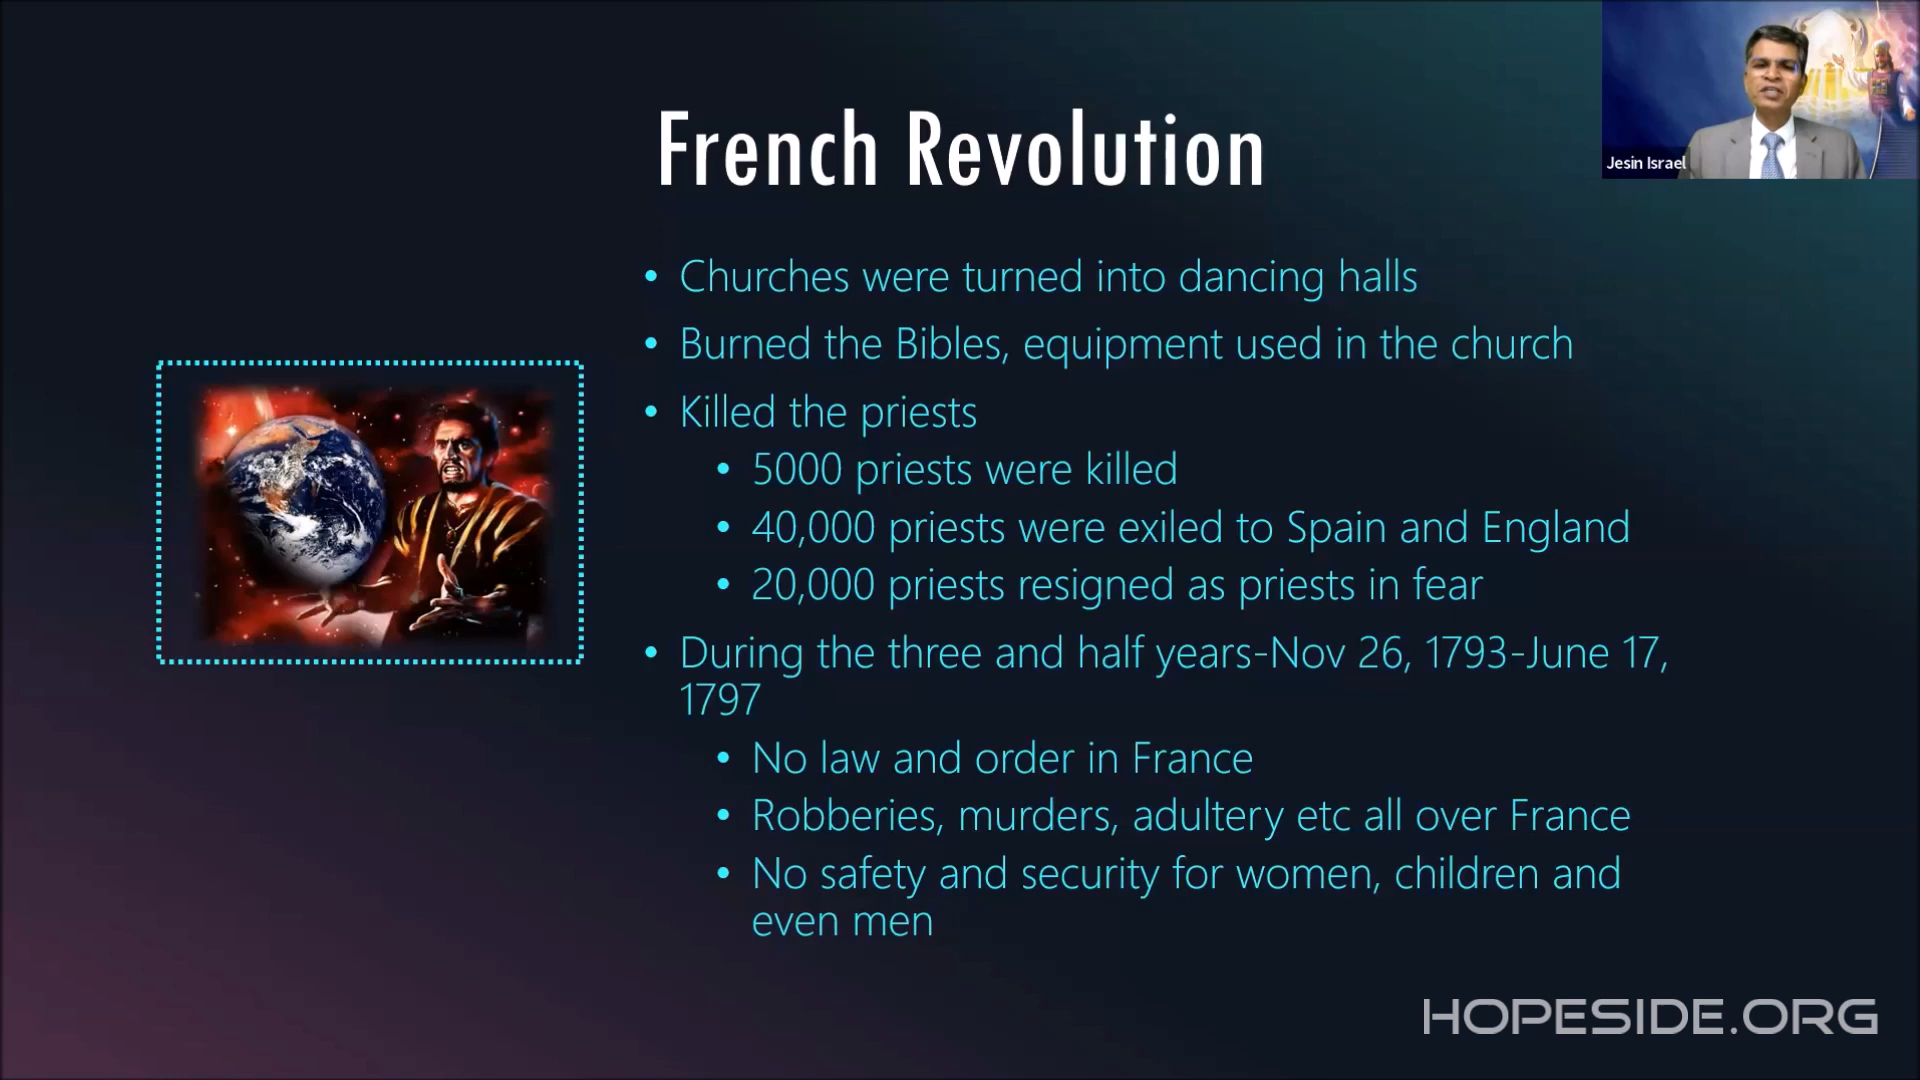 Jesin Israel
French Revolution
• Churches were turned into dancing halls
• Burned the Bibles, equipment used in the church
• Killed the priests
• 5000 priests were killed
• 40,000 priests were exiled to Spain and England
• 20,000 priests resigned as priests in fear
• During the three and half years-Nov 26, 1793-June 17,
1797
• No law and order in France
• Robberies, murders, adultery etc all over France
• No safety and security for women, children and
even men
HOPESIDE.ORG